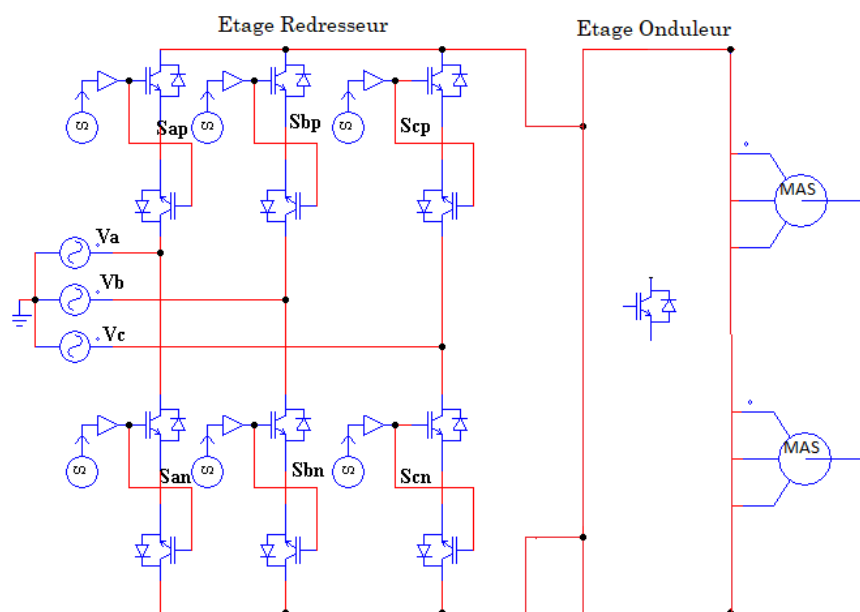 Etage Redresseur
Etage Onduleur
S
S
S
Sap
Sbp
Scp
MAS
Va
Vb
Vc
S
S
S
San
Sbn
Scn
MAS